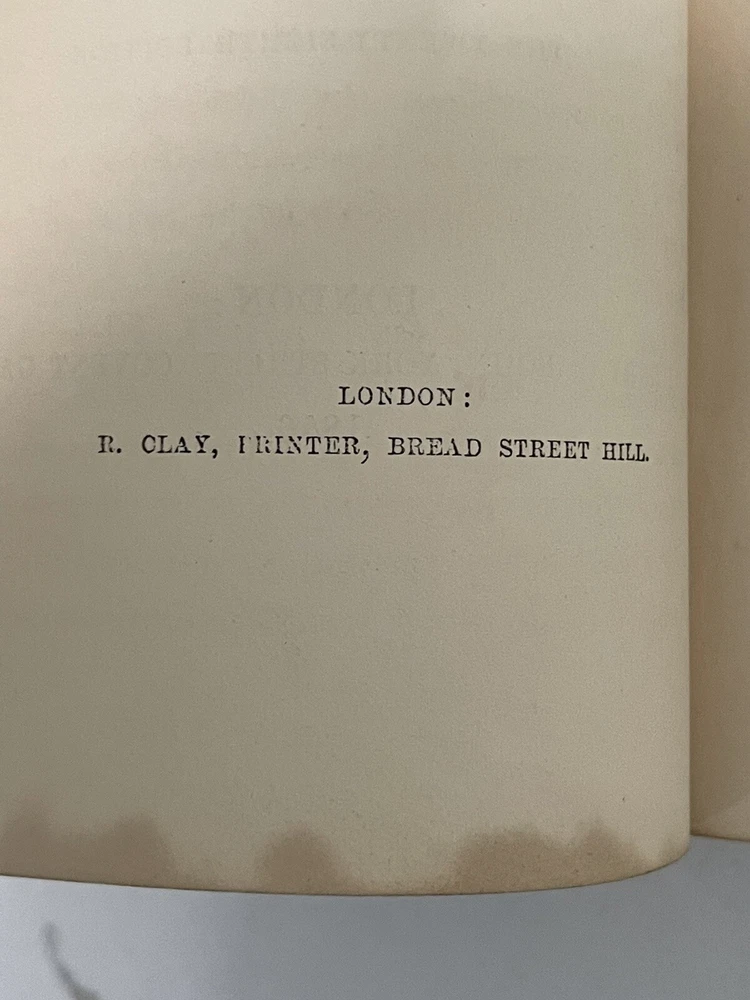 LONDON:
R. CLAY, PRINTER, BREAD STREET HILL.